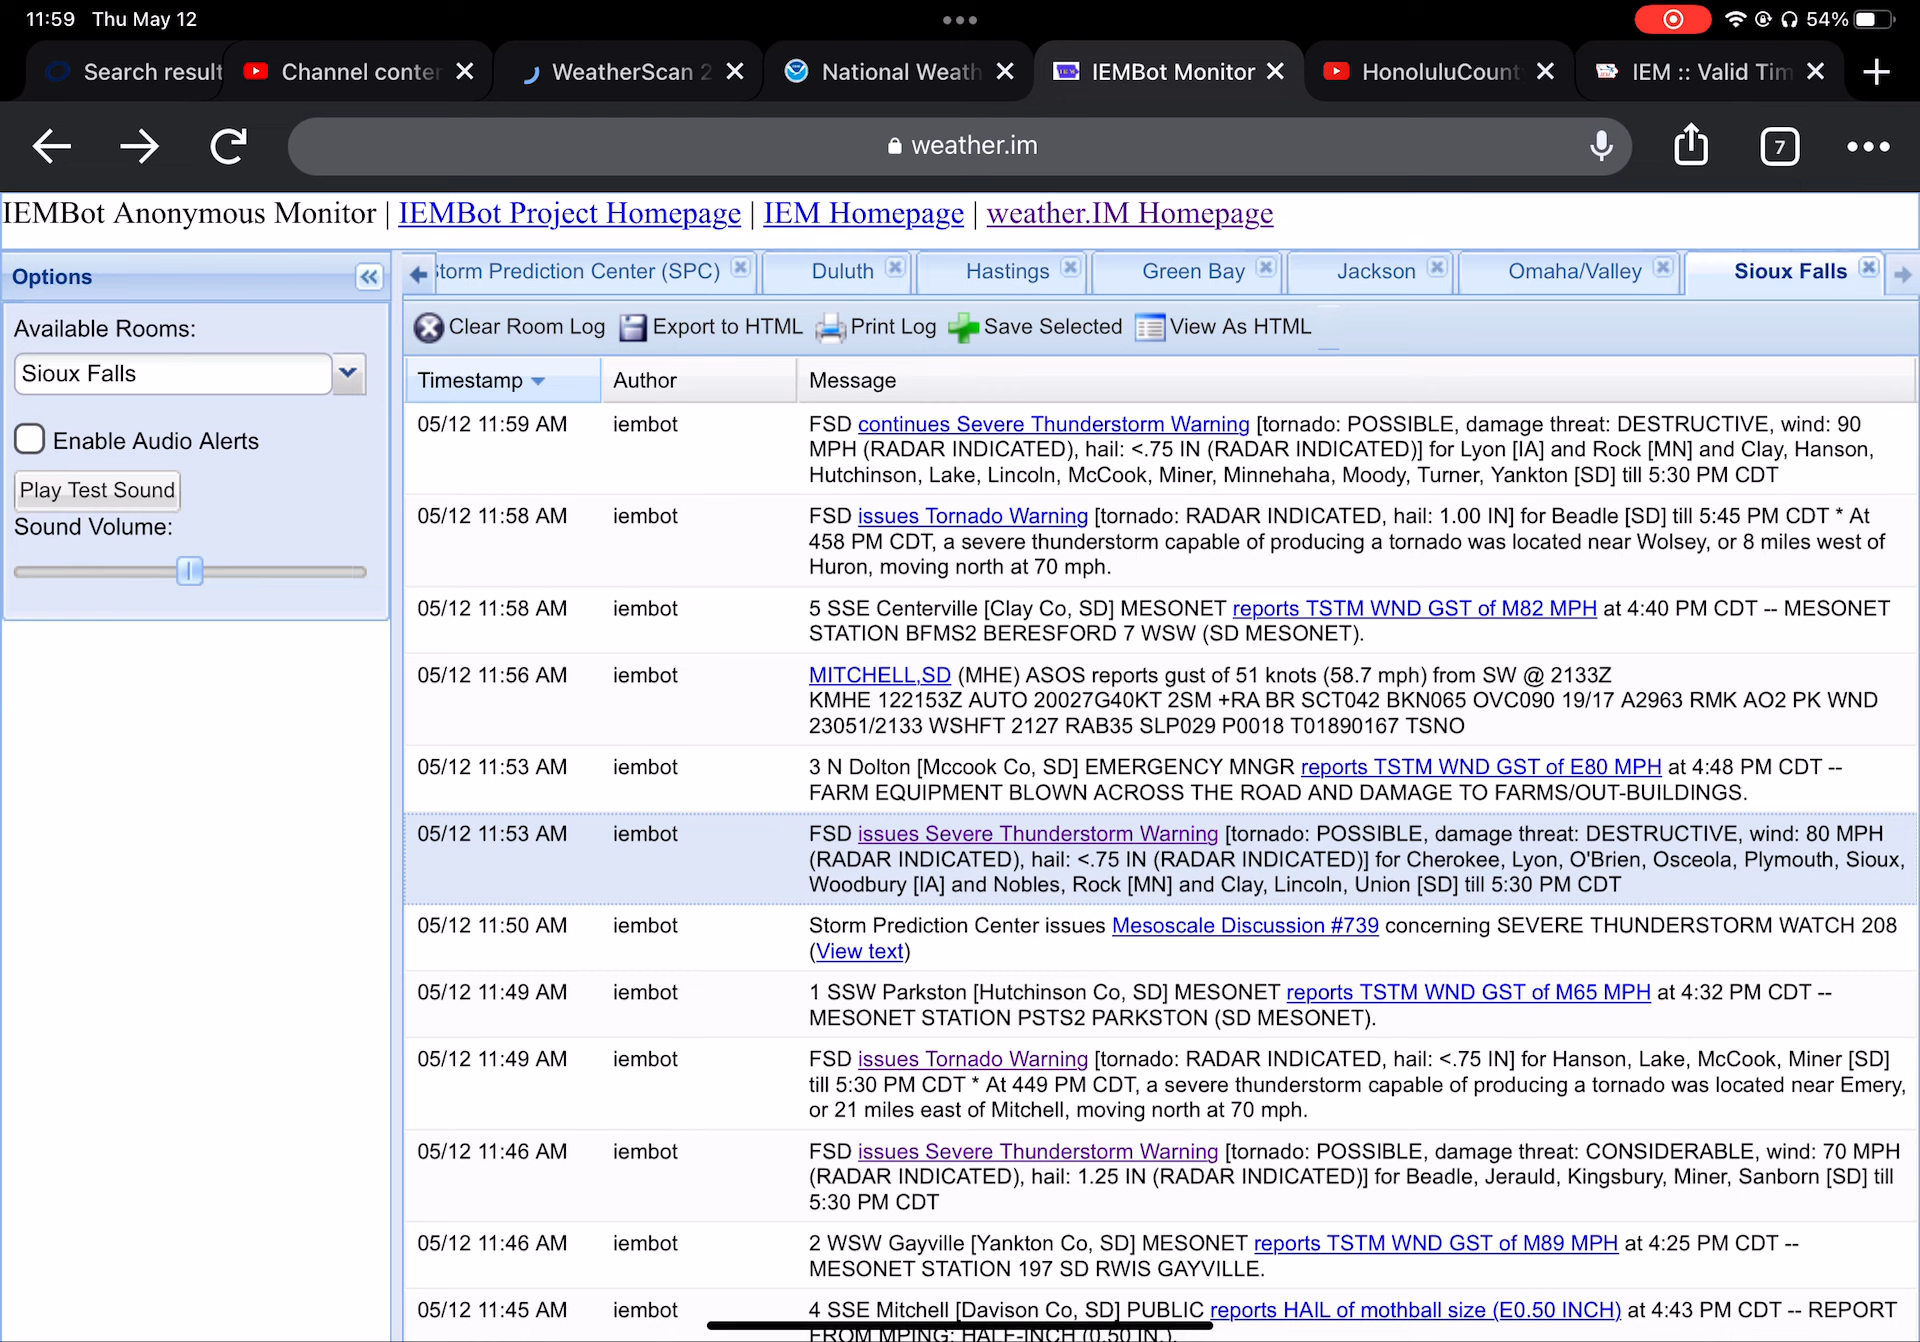 11:59 Thu May 12
54%
Search result
Channel conter
WeatherScan 2
National Weath
IEMBot Monitor
HonoluluCount
IEM :: Valid Tim
weather.im
7
IEMBot Anonymous Monitor | IEMBot Project Homepage | IEM Homepage | weather.IM Homepage
Options
Storm Prediction Center (SPC)
Duluth
Hastings
Green Bay
Jackson
Omaha/Valley
Sioux Falls
Available Rooms:
Sioux Falls
Enable Audio Alerts
Play Test Sound
Sound Volume:
Clear Room Log
Export to HTML
Print Log
Save Selected
View As HTML
Timestamp Author Message
05/12 11:59 AM iembot FSD continues Severe Thunderstorm Warning [tornado: POSSIBLE, damage threat: DESTRUCTIVE, wind: 90
MPH (RADAR INDICATED), hail: <.75 IN (RADAR INDICATED)] for Lyon [IA] and Rock [MN] and Clay, Hanson,
Hutchinson, Lake, Lincoln, McCook, Miner, Minnehaha, Moody, Turner, Yankton [SD] till 5:30 PM CDT
05/12 11:58 AM iembot FSD issues Tornado Warning [tornado: RADAR INDICATED, hail: 1.00 IN] for Beadle [SD] till 5:45 PM CDT * At
458 PM CDT, a severe thunderstorm capable of producing a tornado was located near Wolsey, or 8 miles west of
Huron, moving north at 70 mph.
05/12 11:58 AM iembot 5 SSE Centerville [Clay Co, SD] MESONET reports TSTM WND GST of M82 MPH at 4:40 PM CDT -- MESONET
STATION BFMS2 BERESFORD 7 WSW (SD MESONET).
05/12 11:56 AM iembot MITCHELL,SD (MHE) ASOS reports gust of 51 knots (58.7 mph) from SW @ 2133Z
KMHE 122153Z AUTO 20027G40KT 2SM +RA BR SCT042 BKN065 OVC090 19/17 A2963 RMK AO2 PK WND
23051/2133 WSHFT 2127 RAB35 SLP029 P0018 T01890167 TSNO
05/12 11:53 AM iembot 3 N Dolton [Mccook Co, SD] EMERGENCY MNGR reports TSTM WND GST of E80 MPH at 4:48 PM CDT --
FARM EQUIPMENT BLOWN ACROSS THE ROAD AND DAMAGE TO FARMS/OUT-BUILDINGS.
05/12 11:53 AM iembot FSD issues Severe Thunderstorm Warning [tornado: POSSIBLE, damage threat: DESTRUCTIVE, wind: 80 MPH
(RADAR INDICATED), hail: <.75 IN (RADAR INDICATED)] for Cherokee, Lyon, O'Brien, Osceola, Plymouth, Sioux,
Woodbury [IA] and Nobles, Rock [MN] and Clay, Lincoln, Union [SD] till 5:30 PM CDT
05/12 11:50 AM iembot Storm Prediction Center issues Mesoscale Discussion #739 concerning SEVERE THUNDERSTORM WATCH 208
(View text)
05/12 11:49 AM iembot 1 SSW Parkston [Hutchinson Co, SD] MESONET reports TSTM WND GST of M65 MPH at 4:32 PM CDT --
MESONET STATION PSTS2 PARKSTON (SD MESONET).
05/12 11:49 AM iembot FSD issues Tornado Warning [tornado: RADAR INDICATED, hail: <.75 IN] for Hanson, Lake, McCook, Miner [SD]
till 5:30 PM CDT * At 449 PM CDT, a severe thunderstorm capable of producing a tornado was located near Emery,
or 21 miles east of Mitchell, moving north at 70 mph.
05/12 11:46 AM iembot FSD issues Severe Thunderstorm Warning [tornado: POSSIBLE, damage threat: CONSIDERABLE, wind: 70 MPH
(RADAR INDICATED), hail: 1.25 IN (RADAR INDICATED)] for Beadle, Jerauld, Kingsbury, Miner, Sanborn [SD] till
5:30 PM CDT
05/12 11:46 AM iembot 2 WSW Gayville [Yankton Co, SD] MESONET reports TSTM WND GST of M89 MPH at 4:25 PM CDT --
MESONET STATION 197 SD RWIS GAYVILLE.
05/12 11:45 AM iembot 4 SSE Mitchell [Davison Co, SD] PUBLIC reports HAIL of mothball size (E0.50 INCH) at 4:43 PM CDT -- REPORT
FROM MPING: HALF-INCH (0.50 IN.).